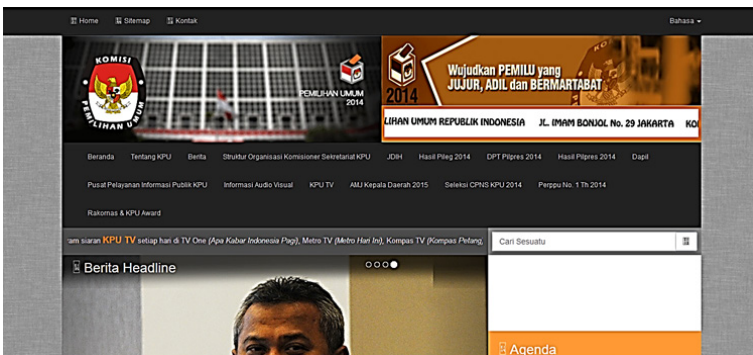 Home Sitemap Kontak Bahasa
KOMISI
PEMILIHAN UMUM
PEMILIHAN UMUM
2014
2014
Wujudkan PEMILU yang
JUJUR, ADIL dan BERMARTABAT
LIHAN UMUM REPUBLIK INDONESIA JL. IMAM BONJOL No. 29 JAKARTA KO
Beranda Tentang KPU Berita Struktur Organisasi Komisioner Sekretariat KPU JDIH Hasil Pileg 2014 DPT Pilpres 2014 Hasil Pilpres 2014 Dapil
Pusat Pelayanan Informasi Publik KPU Informasi Audio Visual KPU TV AMJ Kepala Daerah 2015 Seleksi CPNS KPU 2014 Perppu No. 1 Th 2014
Rakornas & KPU Award
am siaran KPU TV setiap hari di TV One (Apa Kabar Indonesia Pagi), Metro TV (Metro Hari Ini), Kompas TV (Kompas Petang,
Cari Sesuatu
Berita Headline
Agenda